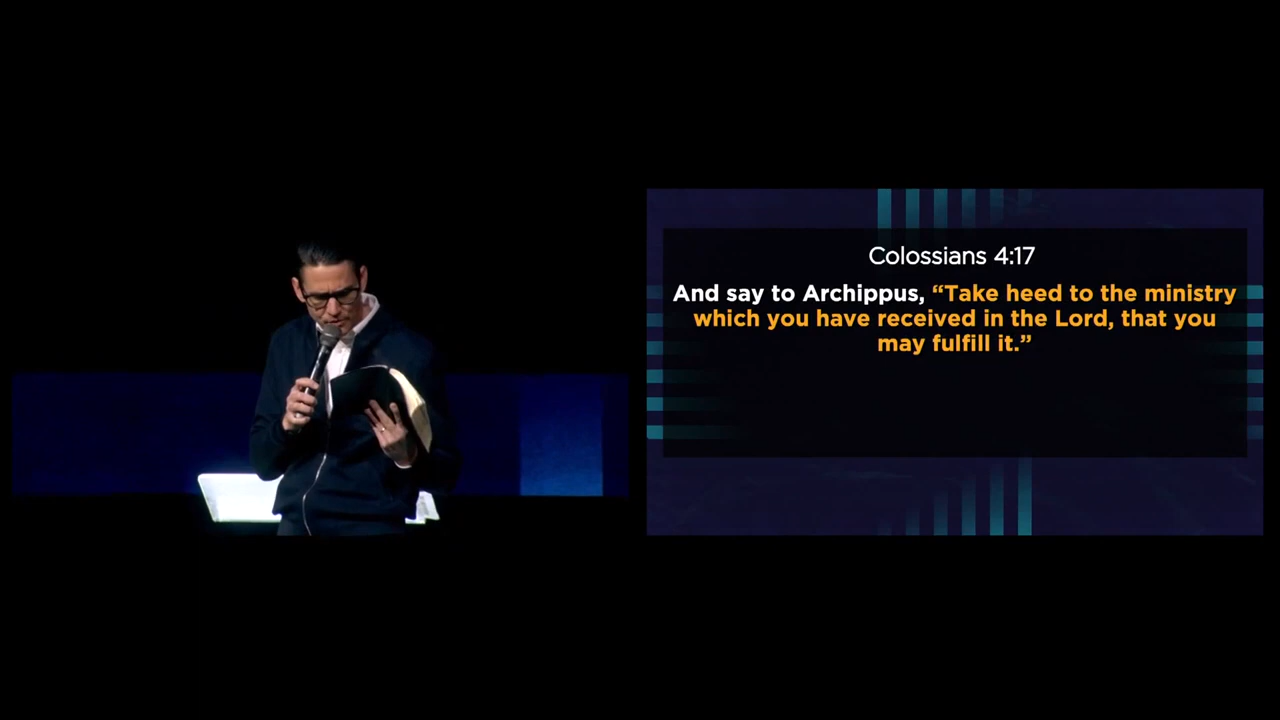 Colossians 4:17
And say to Archippus, “Take heed to the ministry
which you have received in the Lord, that you
may fulfill it.”